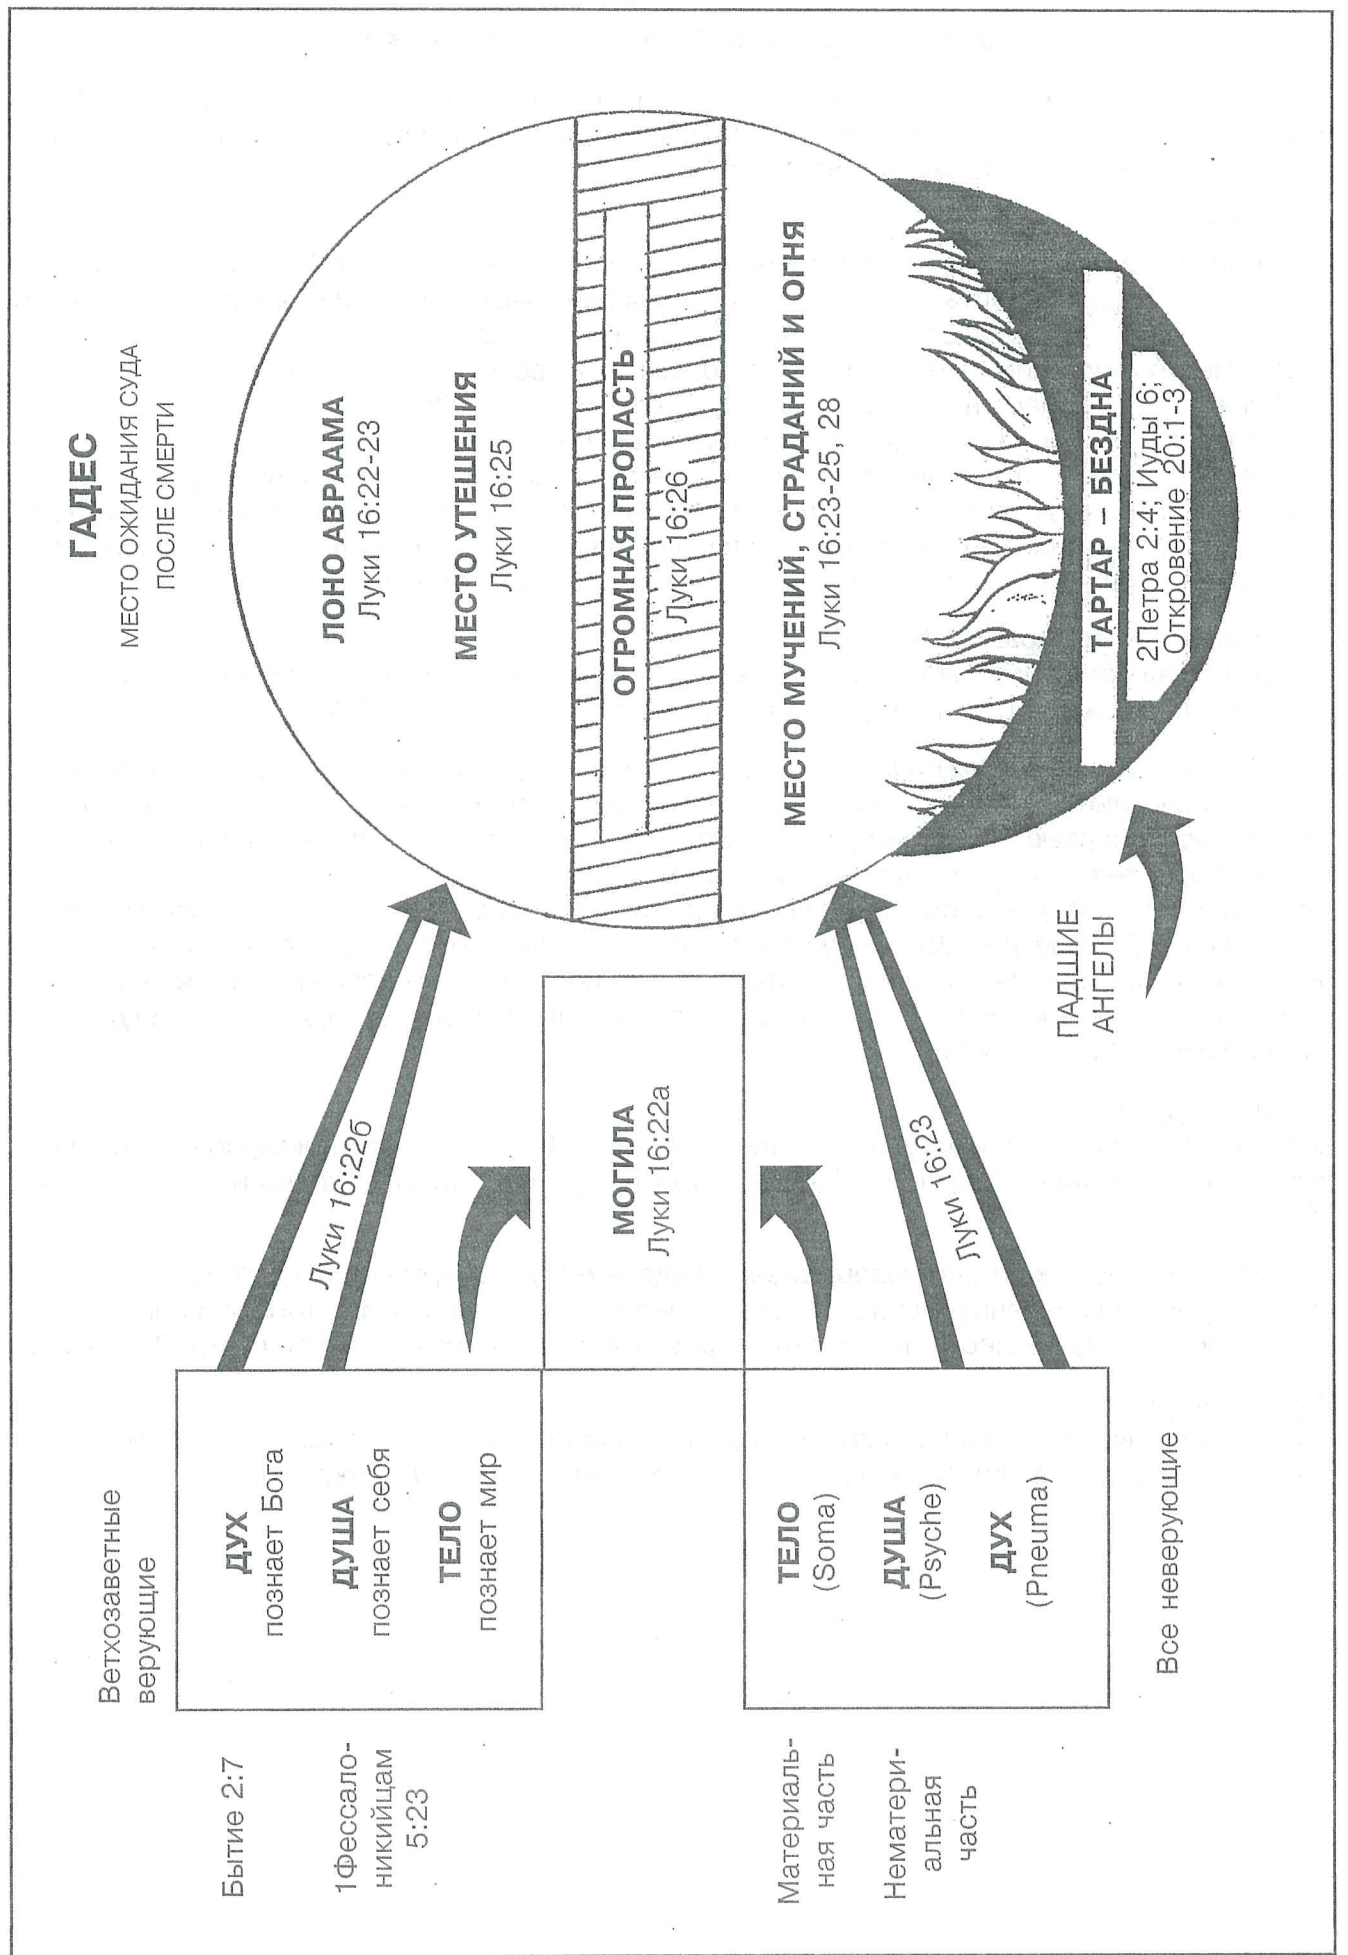 ГАДЕС
МЕСТО ОЖИДАНИЯ СУДА
ПОСЛЕ СМЕРТИ
Ветхозаветные
верующие
Бытие 2:7
1Фессало-
никийцам
5:23
ДУХ
познает Бога
ДУША
познает себя
ТЕЛО
познает мир
Луки 16:22б
ЛОНО АВРААМА
Луки 16:22-23
МЕСТО УТЕШЕНИЯ
Луки 16:25
МОГИЛА
Луки 16:22а
ОГРОМНАЯ ПРОПАСТЬ
Луки 16:26
Материаль-
ная часть
Нематери-
альная
часть
ТЕЛО
(Soma)
ДУША
(Psyche)
ДУХ
(Pneuma)
Все неверующие
Луки 16:23
МЕСТО МУЧЕНИЙ, СТРАДАНИЙ И ОГНЯ
Луки 16:23-25, 28
ПАДШИЕ
АНГЕЛЫ
ТАРТАР – БЕЗДНА
2Петра 2:4; Иуды 6;
Откровение 20:1-3